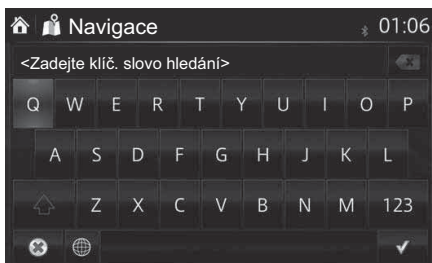 Navigace 01:06
<Zadejte klíč. slovo hledání>
Q W E R T Y U I O P
A S D F G H J K L
Z X C V B N M 123